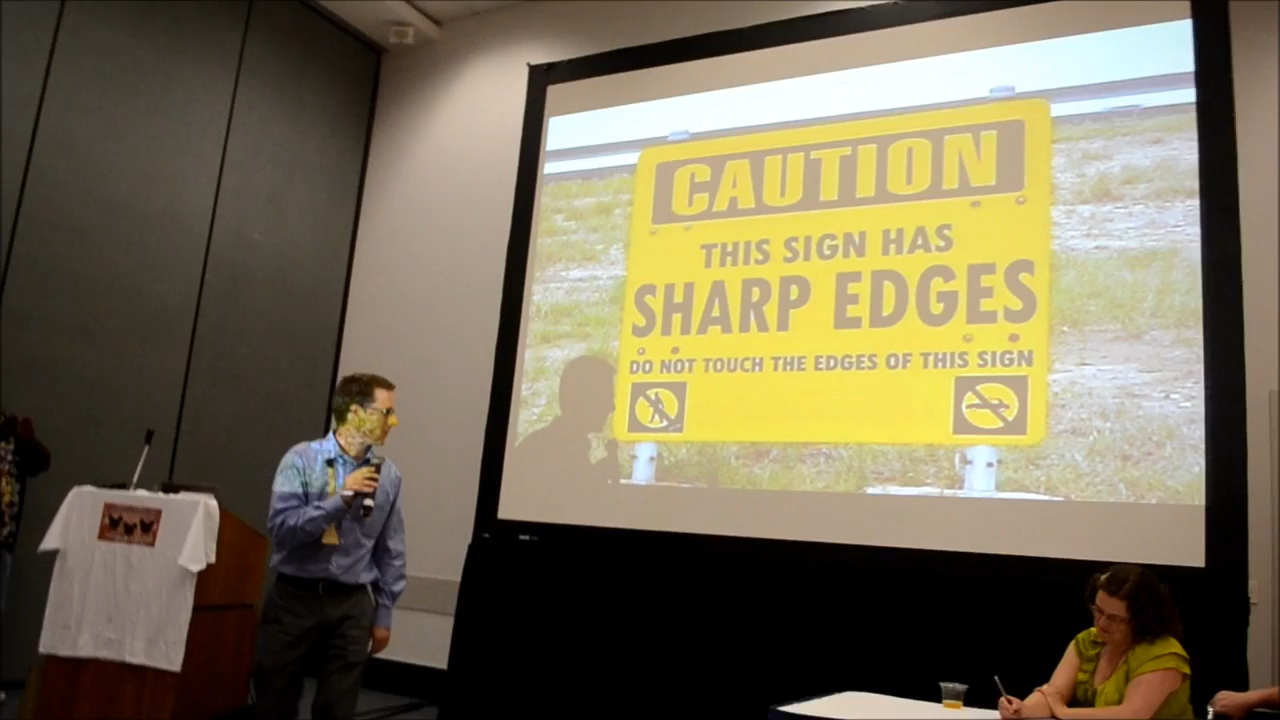 CAUTION
THIS SIGN HAS
SHARP EDGES
DO NOT TOUCH THE EDGES OF THIS SIGN